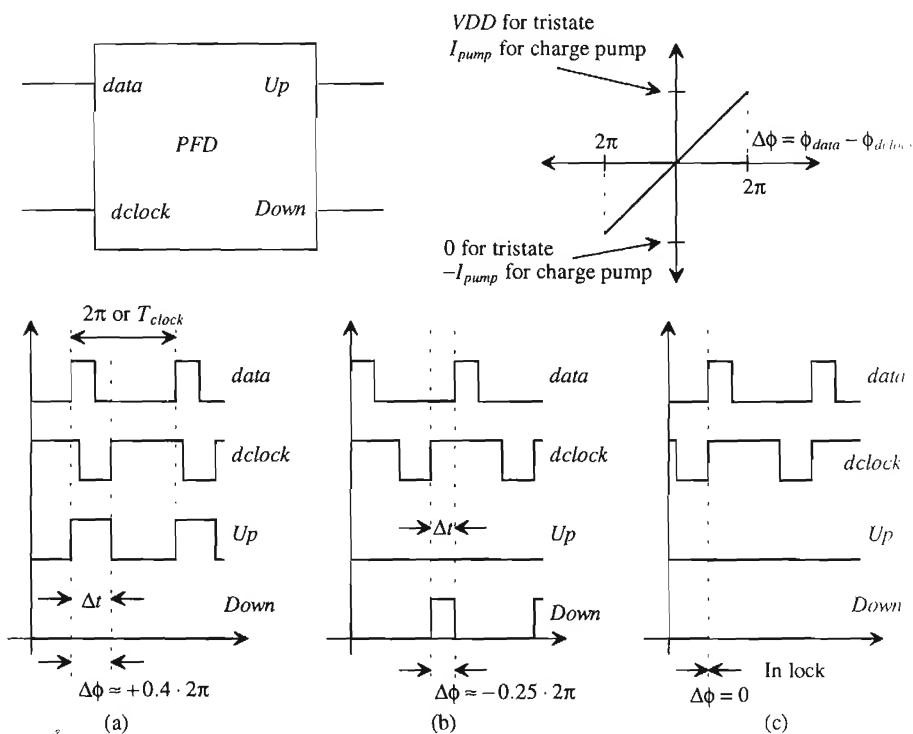 VDD for tristate
I_pump for charge pump
data Up
PFD
dclock Down
2π
Δϕ = ϕ_data − ϕ_dclock
2π
0 for tristate
−I_pump for charge pump
2π or T_clock
data
dclock
Up
Δt
Down
Δϕ ≈ +0.4 · 2π
(a)
data
dclock
Δt
Up
Down
Δϕ ≈ −0.25 · 2π
(b)
data
dclock
Up
Down
In lock
Δϕ = 0
(c)